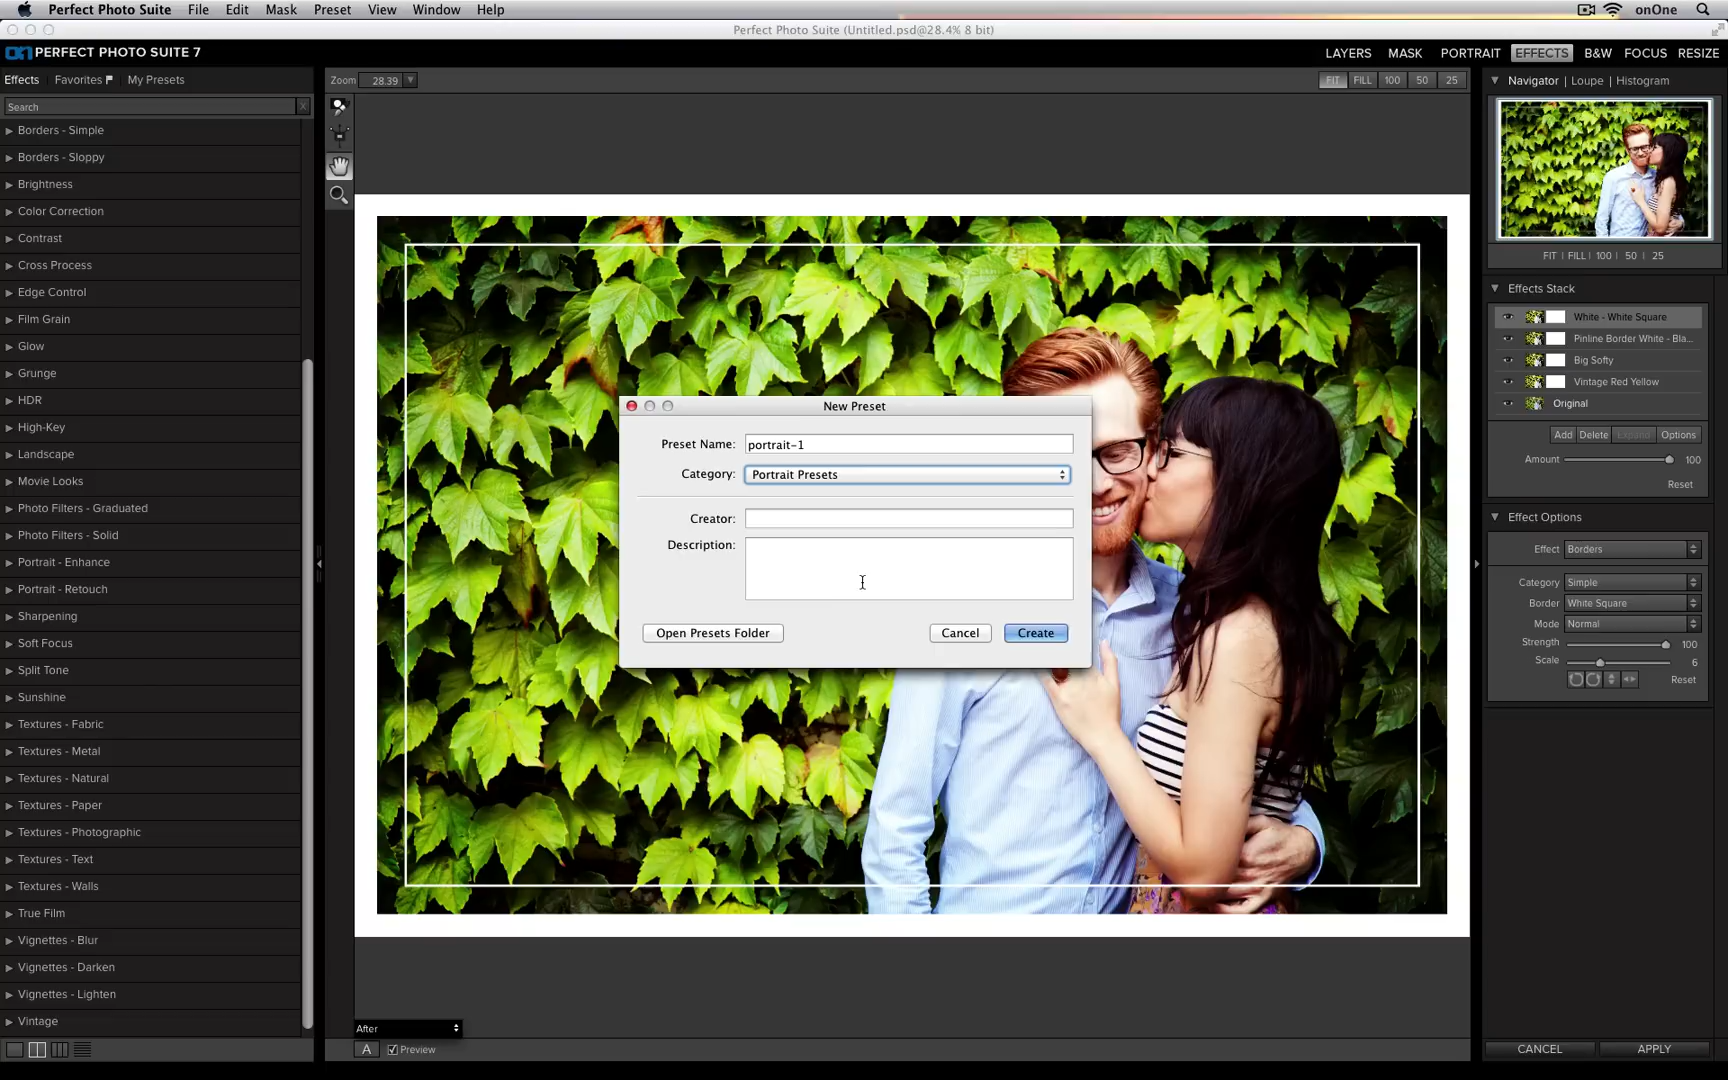 Perfect Photo Suite File Edit Mask Preset View Window Help onOne
Perfect Photo Suite (Untitled.psd@28.4% 8 bit)
on PERFECT PHOTO SUITE 7 LAYERS MASK PORTRAIT EFFECTS B&W FOCUS RESIZE
Effects Favorites My Presets
Zoom 28.39 FIT FILL 100 50 25
Navigator | Loupe | Histogram
Search
Borders - Simple
Borders - Sloppy
Brightness
Color Correction
Contrast
Cross Process
Edge Control
Film Grain
Glow
Grunge
HDR
High-Key
Landscape
Movie Looks
Photo Filters - Graduated
Photo Filters - Solid
Portrait - Enhance
Portrait - Retouch
Sharpening
Soft Focus
Split Tone
Sunshine
Textures - Fabric
Textures - Metal
Textures - Natural
Textures - Paper
Textures - Photographic
Textures - Text
Textures - Walls
True Film
Vignettes - Blur
Vignettes - Darken
Vignettes - Lighten
Vintage
New Preset
Preset Name: portrait-1
Category: Portrait Presets
Creator:
Description:
Open Presets Folder Cancel Create
After
A Preview
FIT | FILL | 100 | 50 | 25
Effects Stack
White - White Square
Pinline Border White - Bla...
Big Softy
Vintage Red Yellow
Original
Add Delete Expand Options
Amount 100
Reset
Effect Options
Effect Borders
Category Simple
Border White Square
Mode Normal
Strength 100
Scale 6
Reset
CANCEL APPLY